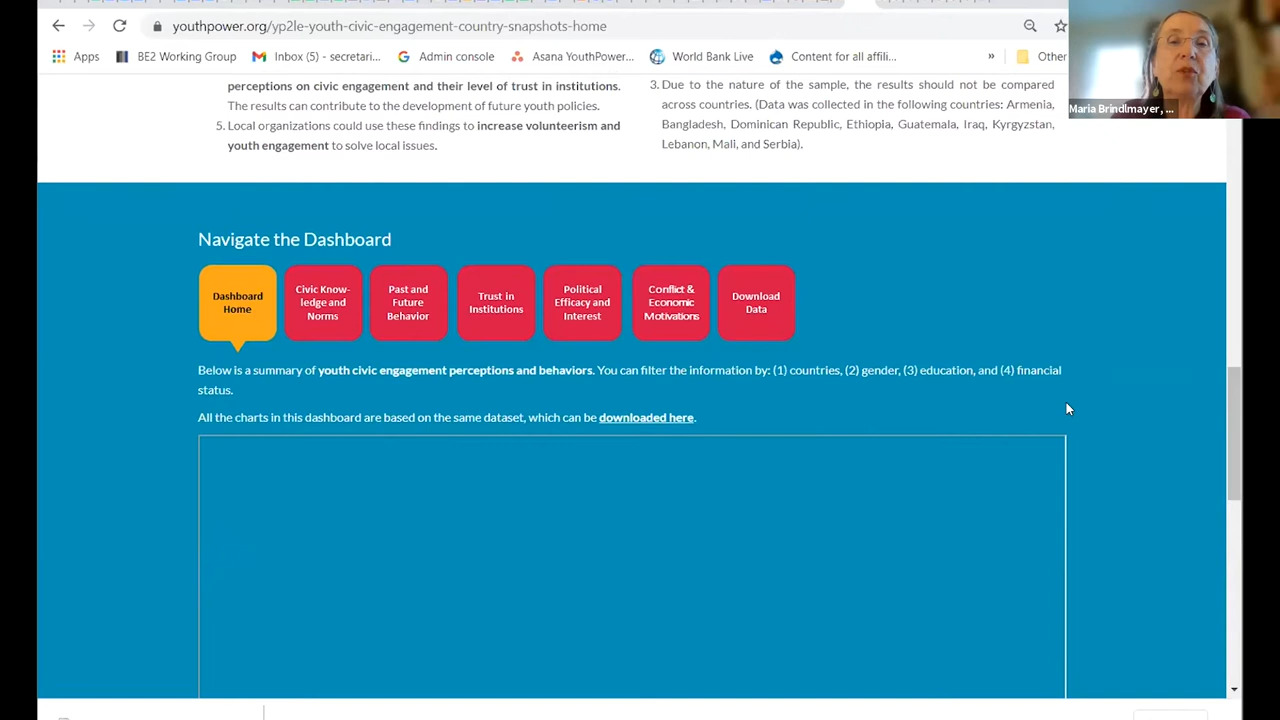 youthpower.org/yp2le-youth-civic-engagement-country-snapshots-home
Apps
BE2 Working Group
Inbox (5) - secretari...
Admin console
Asana YouthPower...
World Bank Live
Content for all affili...
»
Other
Maria Brindlmayer, ...
perceptions on civic engagement and their level of trust in institutions.
The results can contribute to the development of future youth policies.
5. Local organizations could use these findings to increase volunteerism and
youth engagement to solve local issues.
3. Due to the nature of the sample, the results should not be compared
across countries. (Data was collected in the following countries: Armenia,
Bangladesh, Dominican Republic, Ethiopia, Guatemala, Iraq, Kyrgyzstan,
Lebanon, Mali, and Serbia).
Navigate the Dashboard
Dashboard
Home
Civic Know-
ledge and
Norms
Past and
Future
Behavior
Trust in
Institutions
Political
Efficacy and
Interest
Conflict &
Economic
Motivations
Download
Data
Below is a summary of youth civic engagement perceptions and behaviors. You can filter the information by: (1) countries, (2) gender, (3) education, and (4) financial
status.
All the charts in this dashboard are based on the same dataset, which can be downloaded here.